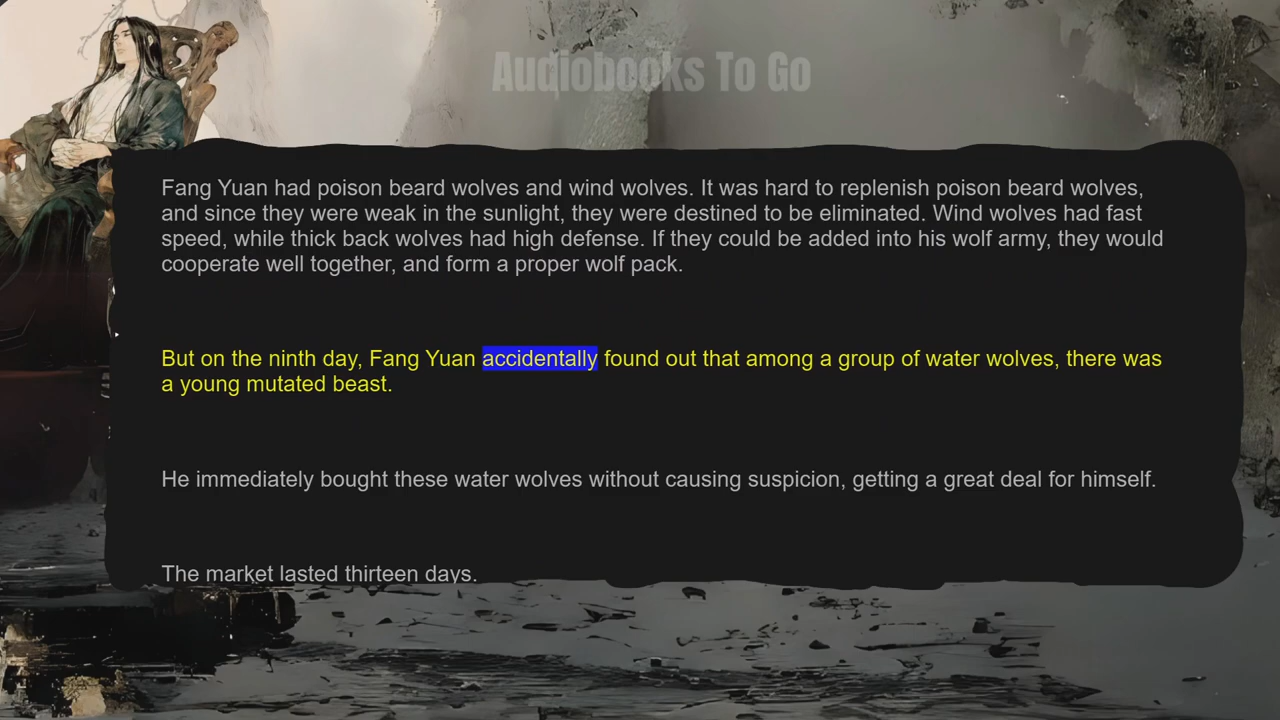 Audiobooks To Go
Fang Yuan had poison beard wolves and wind wolves. It was hard to replenish poison beard wolves,
and since they were weak in the sunlight, they were destined to be eliminated. Wind wolves had fast
speed, while thick back wolves had high defense. If they could be added into his wolf army, they would
cooperate well together, and form a proper wolf pack.
But on the ninth day, Fang Yuan accidentally found out that among a group of water wolves, there was
a young mutated beast.
He immediately bought these water wolves without causing suspicion, getting a great deal for himself.
The market lasted thirteen days.